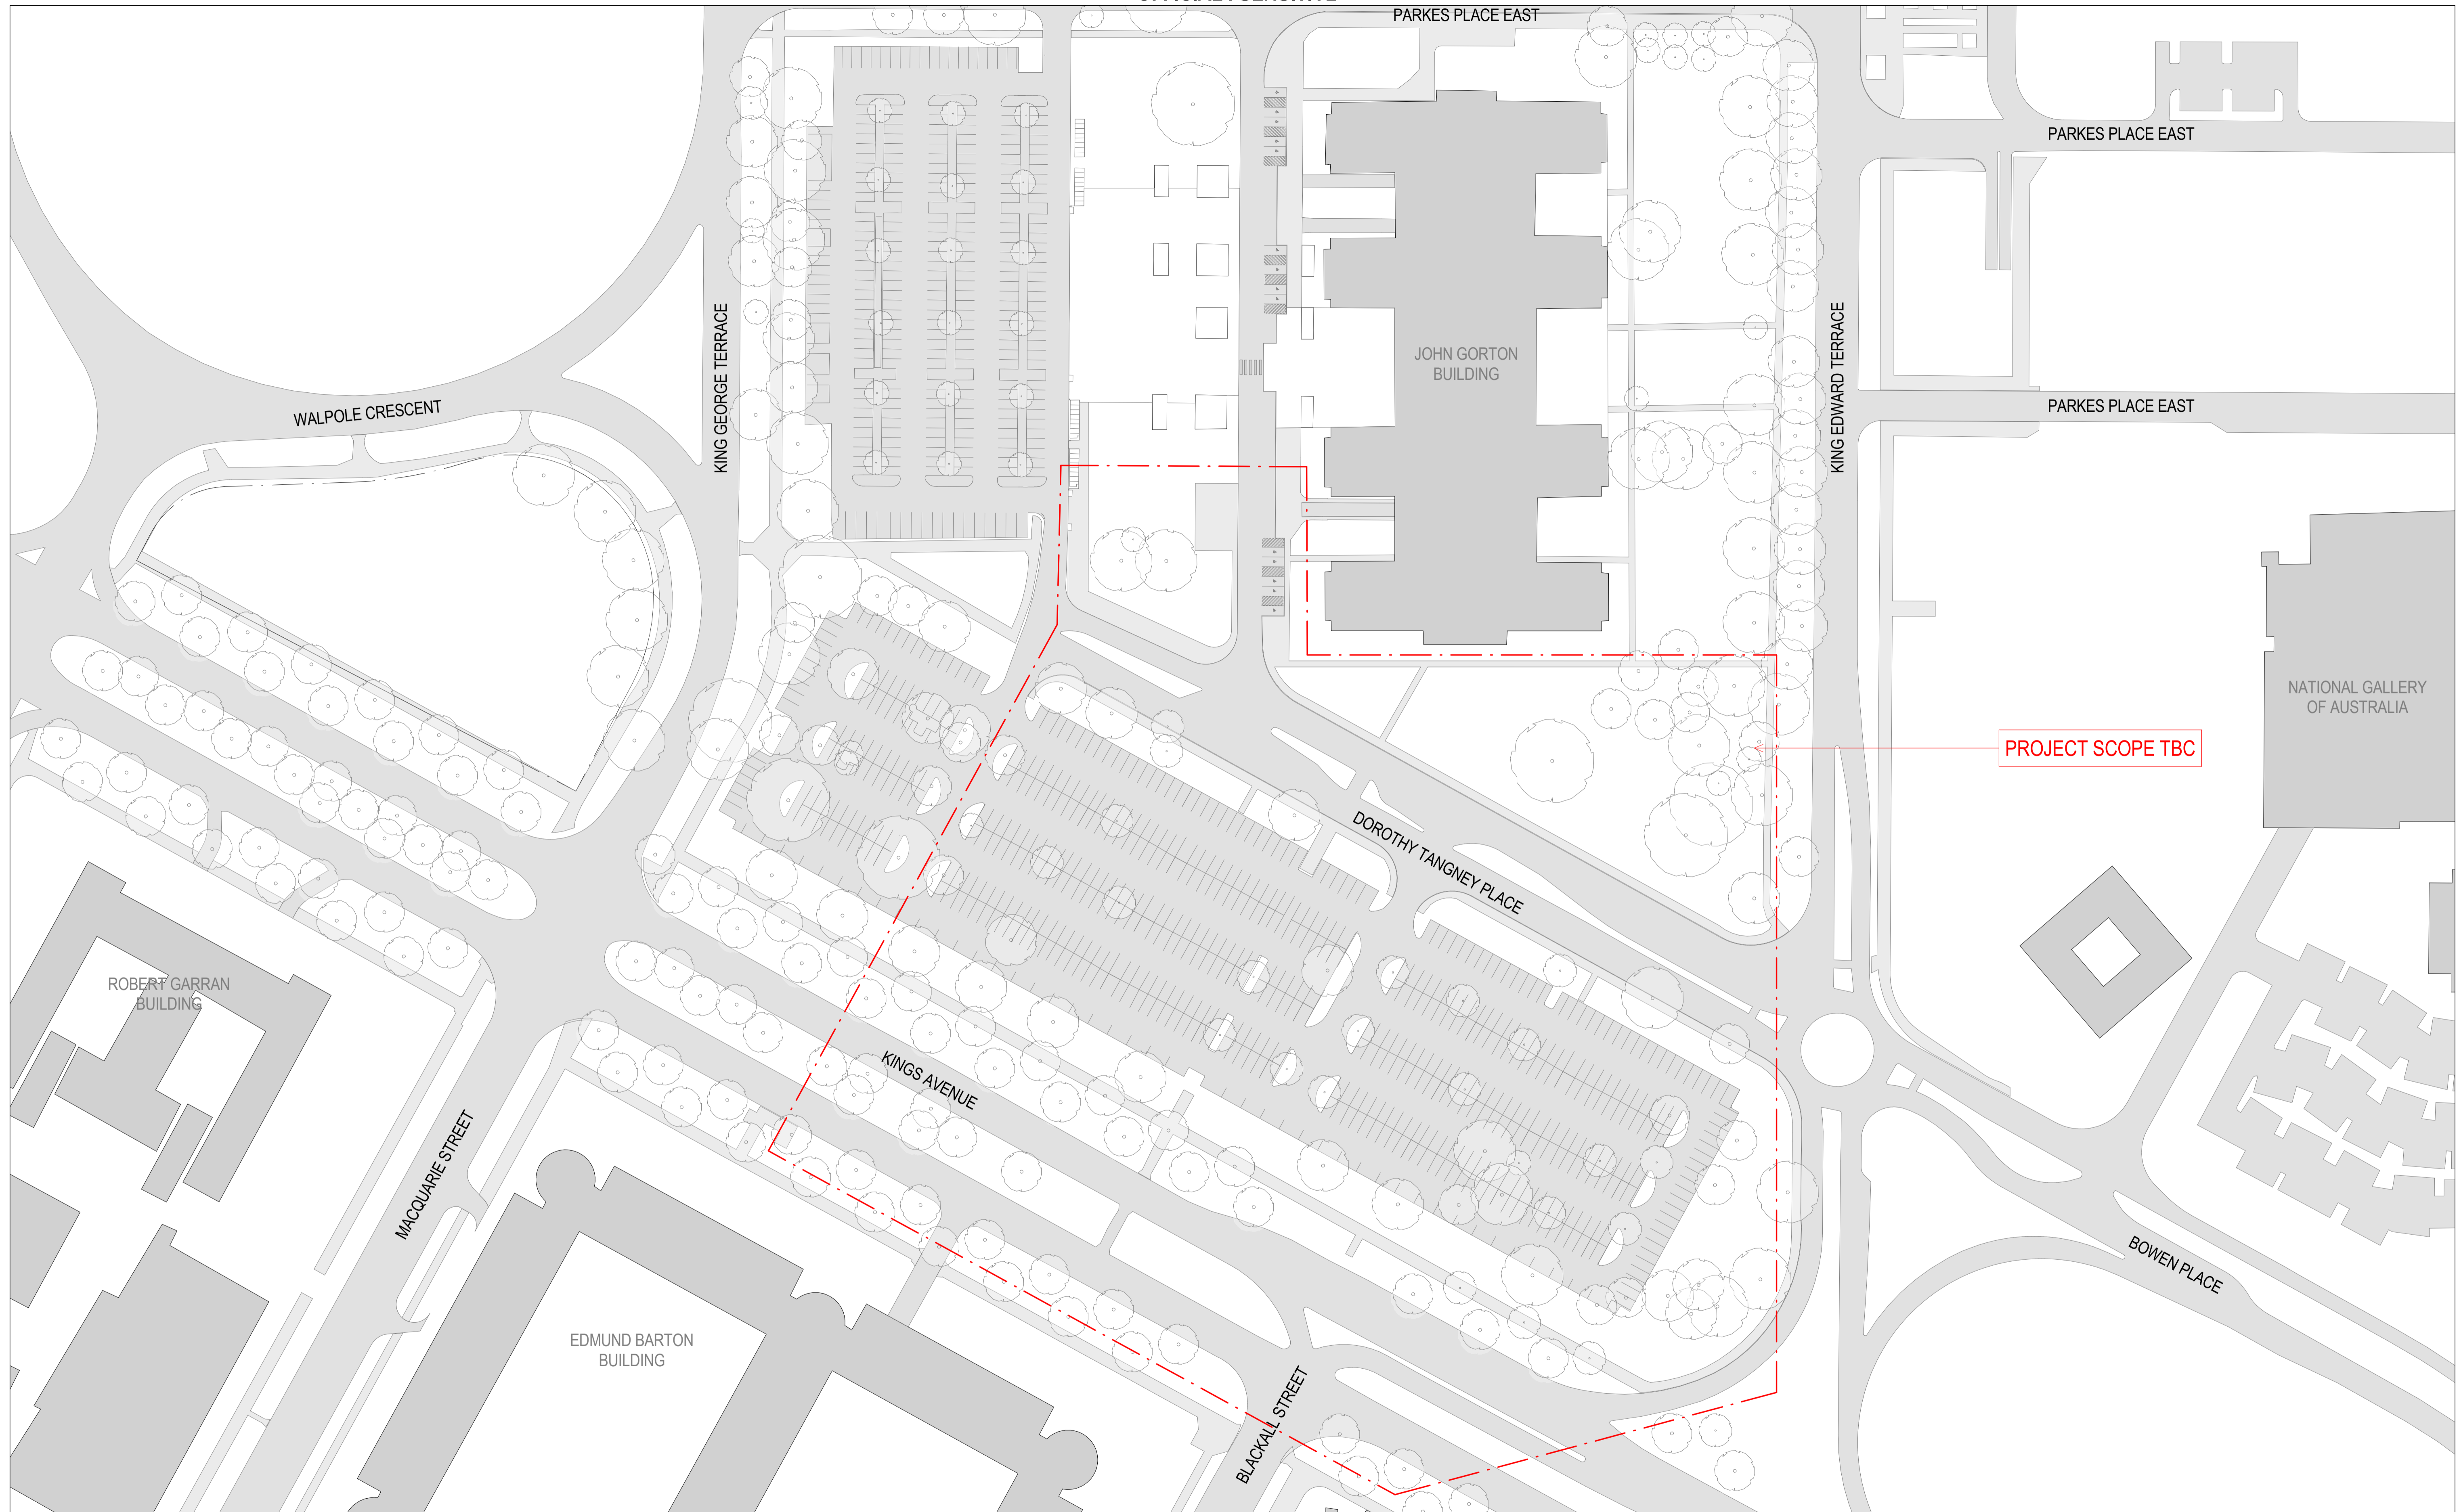 PARKES PLACE EAST
PARKES PLACE EAST
KING GEORGE TERRACE
JOHN GORTON
BUILDING
KING EDWARD TERRACE
PARKES PLACE EAST
WALPOLE CRESCENT
NATIONAL GALLERY
OF AUSTRALIA
PROJECT SCOPE TBC
DOROTHY TANGNEY PLACE
ROBERT GARRAN
BUILDING
KINGS AVENUE
MACQUARIE STREET
BOWEN PLACE
EDMUND BARTON
BUILDING
BLACKALL STREET